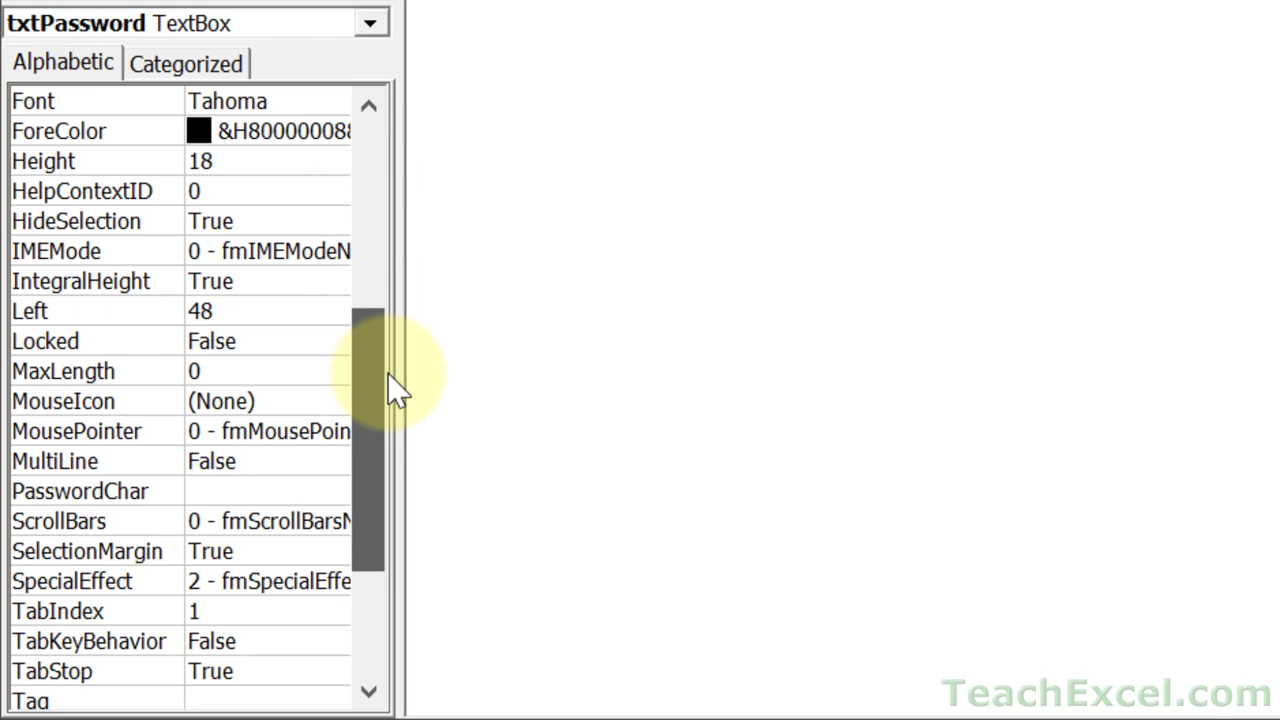 txtPassword TextBox
Alphabetic Categorized
Font Tahoma
ForeColor &H80000008&
Height 18
HelpContextID 0
HideSelection True
IMEMode 0 - fmIMEModeN
IntegralHeight True
Left 48
Locked False
MaxLength 0
MouseIcon (None)
MousePointer 0 - fmMousePoin
MultiLine False
PasswordChar
ScrollBars 0 - fmScrollBarsN
SelectionMargin True
SpecialEffect 2 - fmSpecialEffe
TabIndex 1
TabKeyBehavior False
TabStop True
Tag
TeachExcel.com